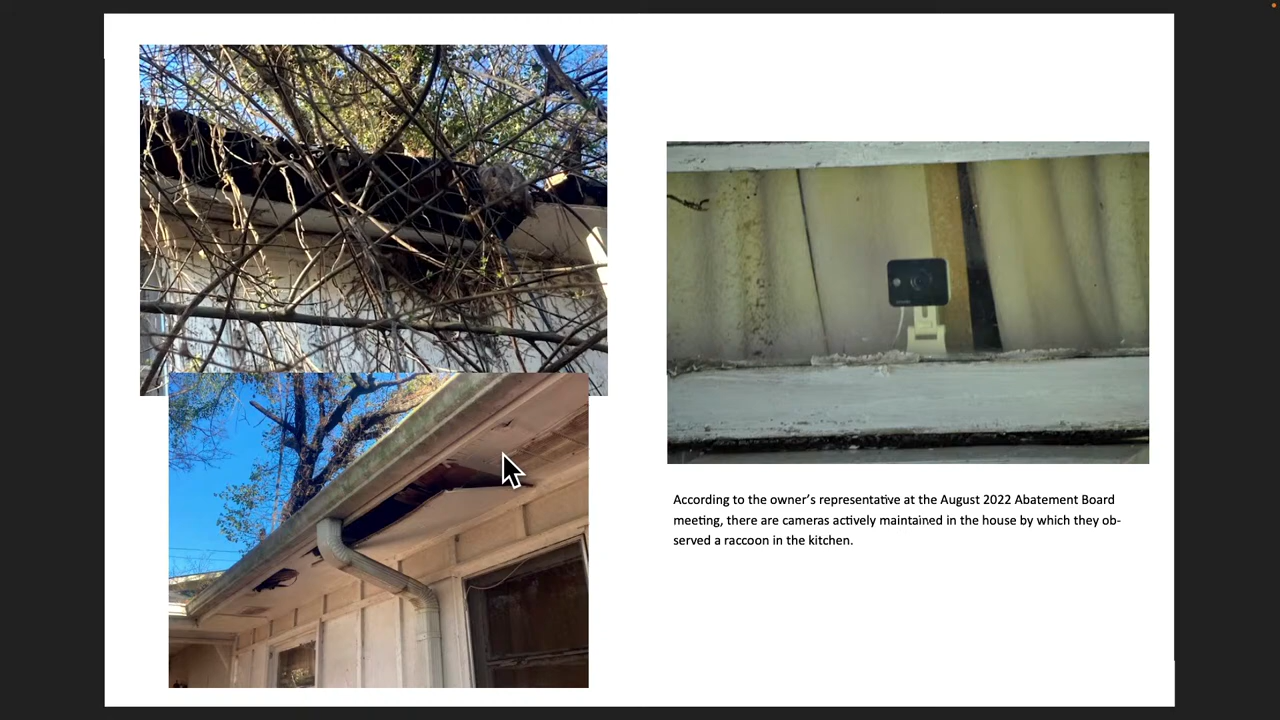 According to the owner’s representative at the August 2022 Abatement Board
meeting, there are cameras actively maintained in the house by which they ob-
served a raccoon in the kitchen.